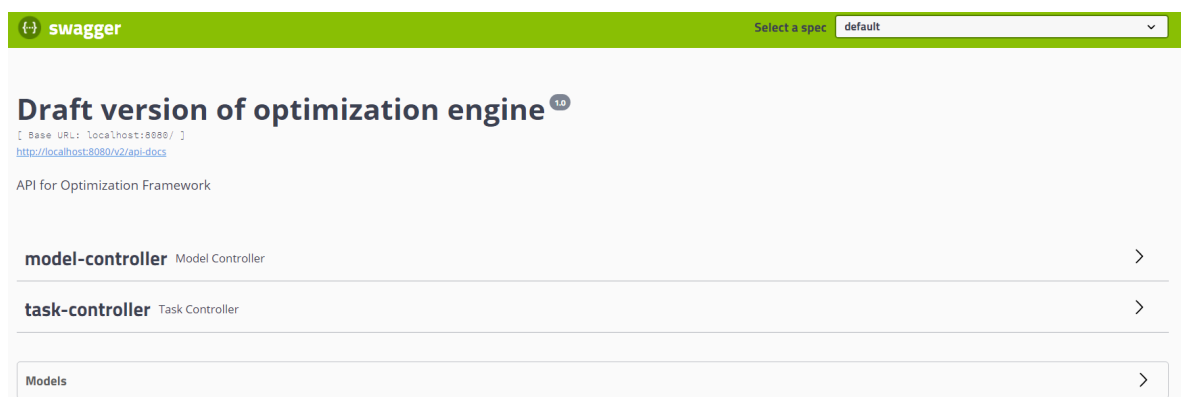 swagger Select a spec default
Draft version of optimization engine 1.0
[ Base URL: localhost:8080/ ]
http://localhost:8080/v2/api-docs
API for Optimization Framework
model-controller Model Controller
task-controller Task Controller
Models